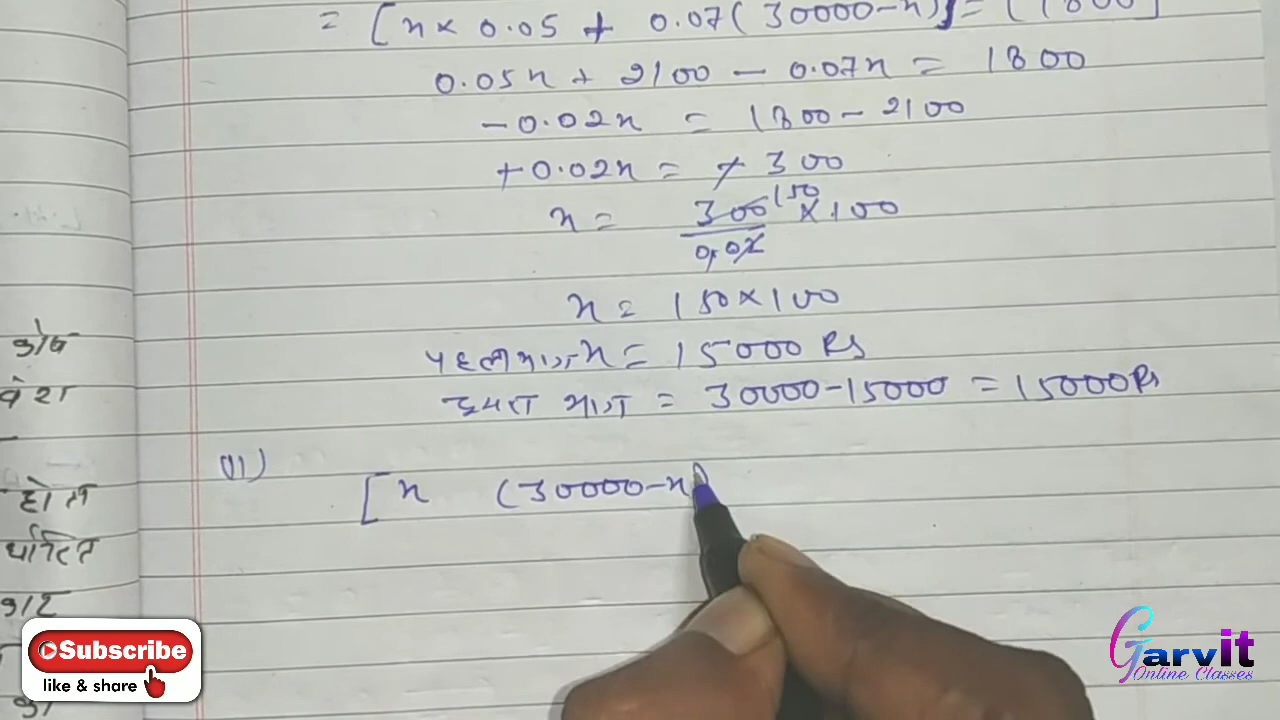 = [x × 0.05 + 0.07(30000-x)] = [1800]
0.05x + 2100 - 0.07x = 1800
-0.02x = 1800 - 2100
+0.02x = +300
x = 300 150 × 100
0.02
x = 150×100
पहला भाग x = 15000 Rs
दूसरा भाग = 30000-15000 = 15000Rs
(II)
[x (30000-x)
Subscribe
like & share
Garvit
Online Classes